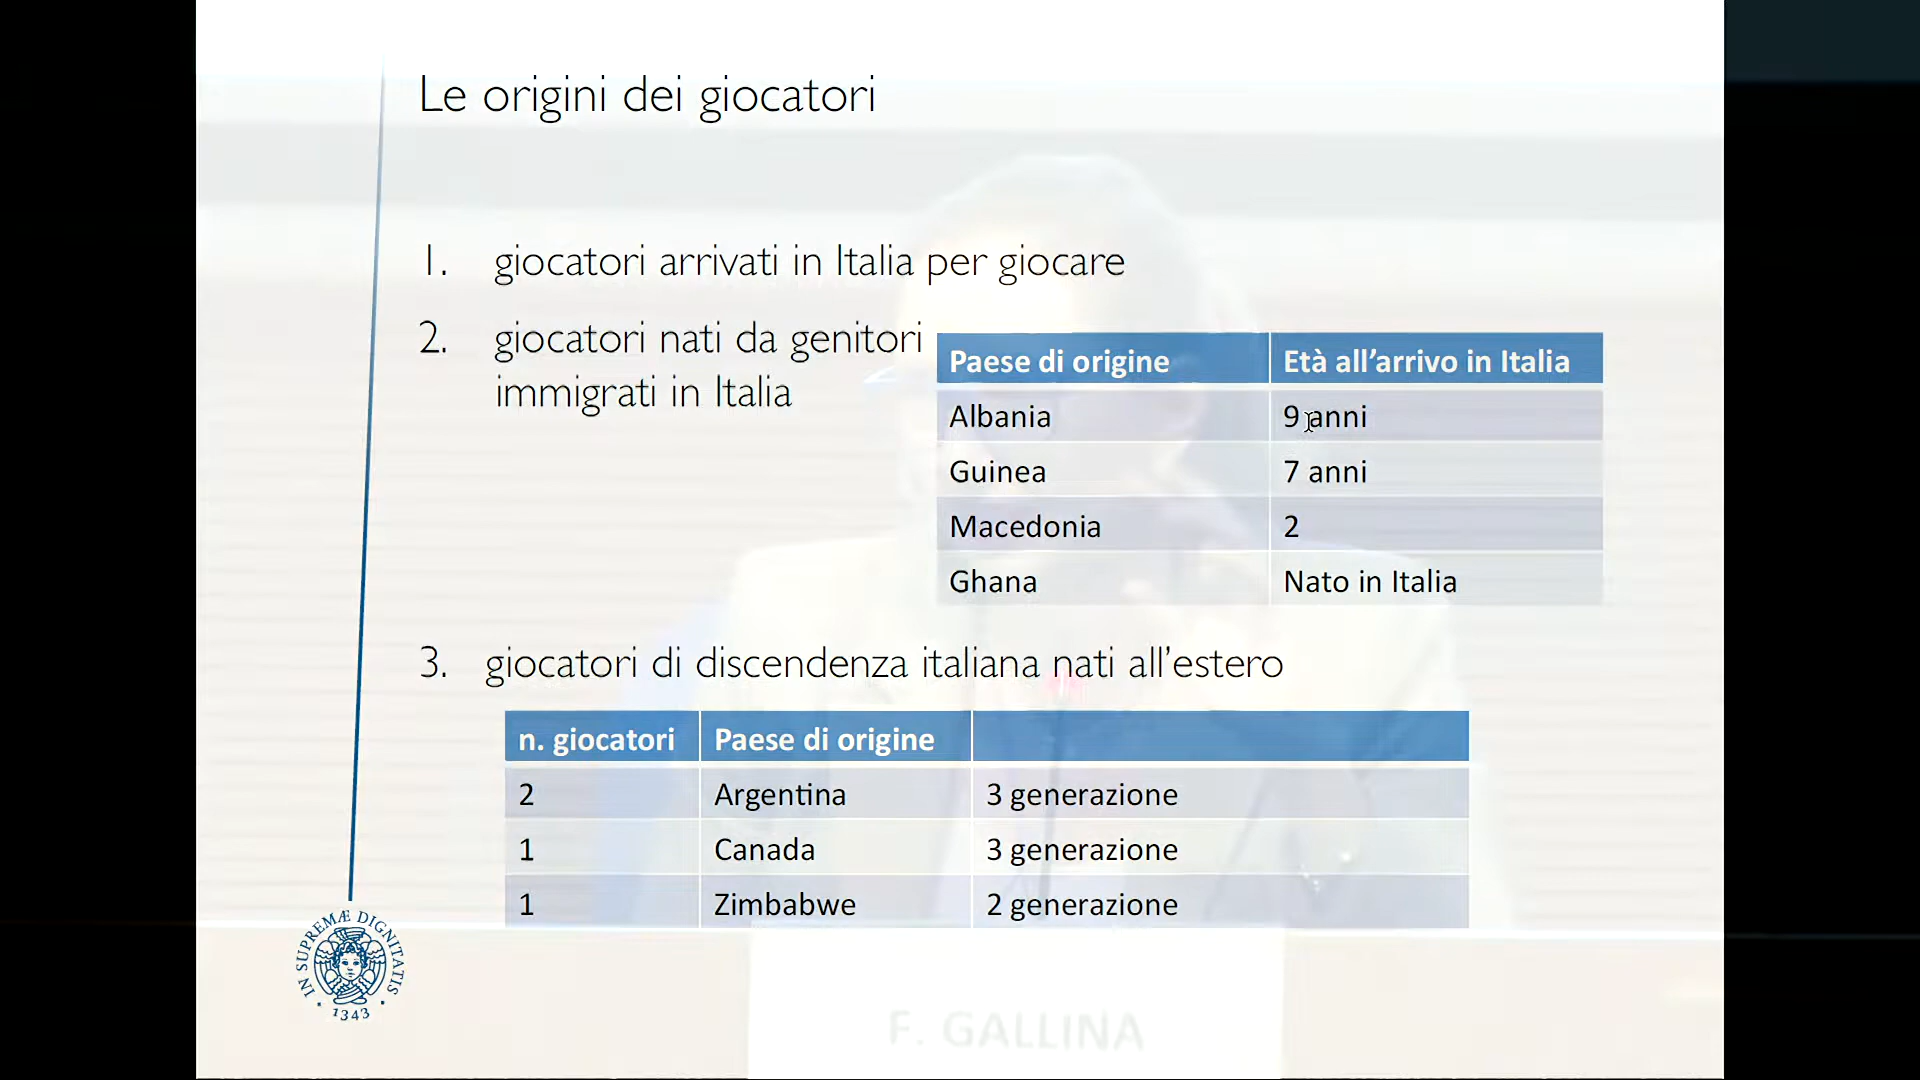 Le origini dei giocatori
1. giocatori arrivati in Italia per giocare
2. giocatori nati da genitori
immigrati in Italia
Paese di origine Età all’arrivo in Italia
Albania 9 anni
Guinea 7 anni
Macedonia 2
Ghana Nato in Italia
3. giocatori di discendenza italiana nati all’estero
n. giocatori Paese di origine
2 Argentina 3 generazione
1 Canada 3 generazione
1 Zimbabwe 2 generazione
IN SUPREMÆ DIGNITATIS
· 1343 ·
F. GALLINA